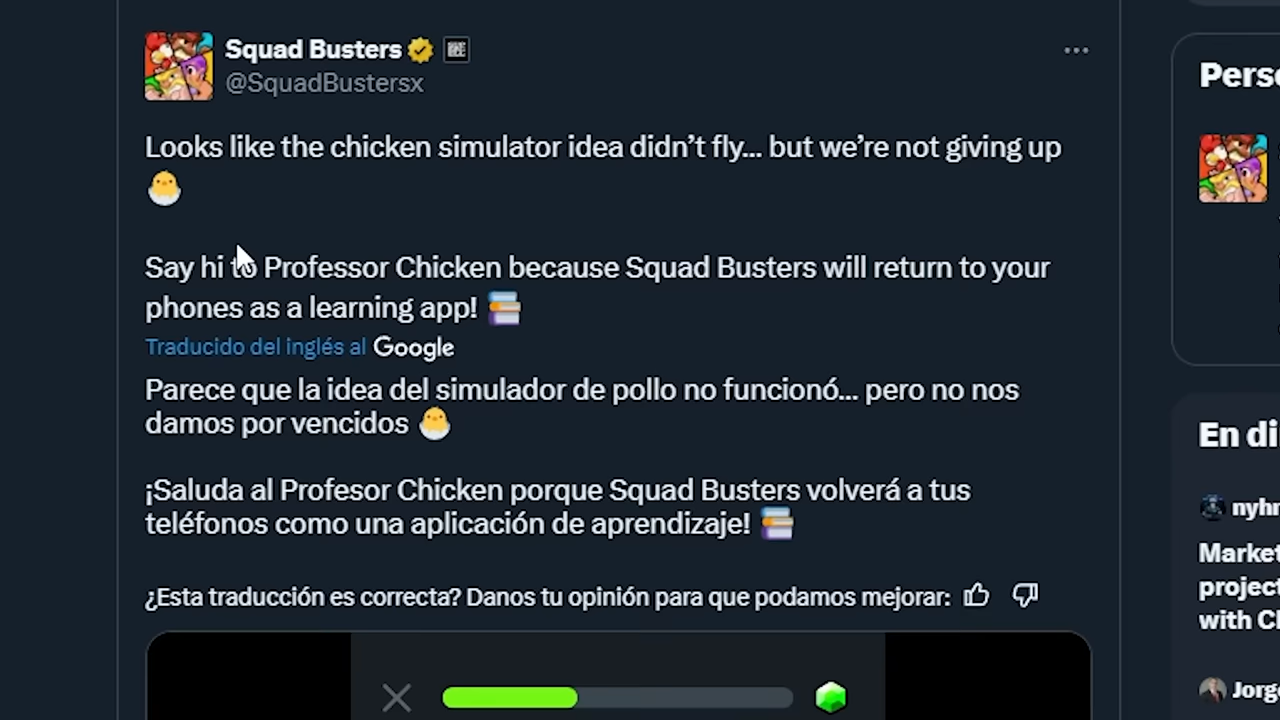 Squad Busters
@SquadBustersx
Looks like the chicken simulator idea didn’t fly... but we’re not giving up
🐣
Say hi to Professor Chicken because Squad Busters will return to your
phones as a learning app! 📚
Traducido del inglés al Google
Parece que la idea del simulador de pollo no funcionó... pero no nos
damos por vencidos 🐣
¡Saluda al Profesor Chicken porque Squad Busters volverá a tus
teléfonos como una aplicación de aprendizaje! 📚
¿Esta traducción es correcta? Danos tu opinión para que podamos mejorar:
Perso
En di
nyhr
Market
project
with Cl
Jorge